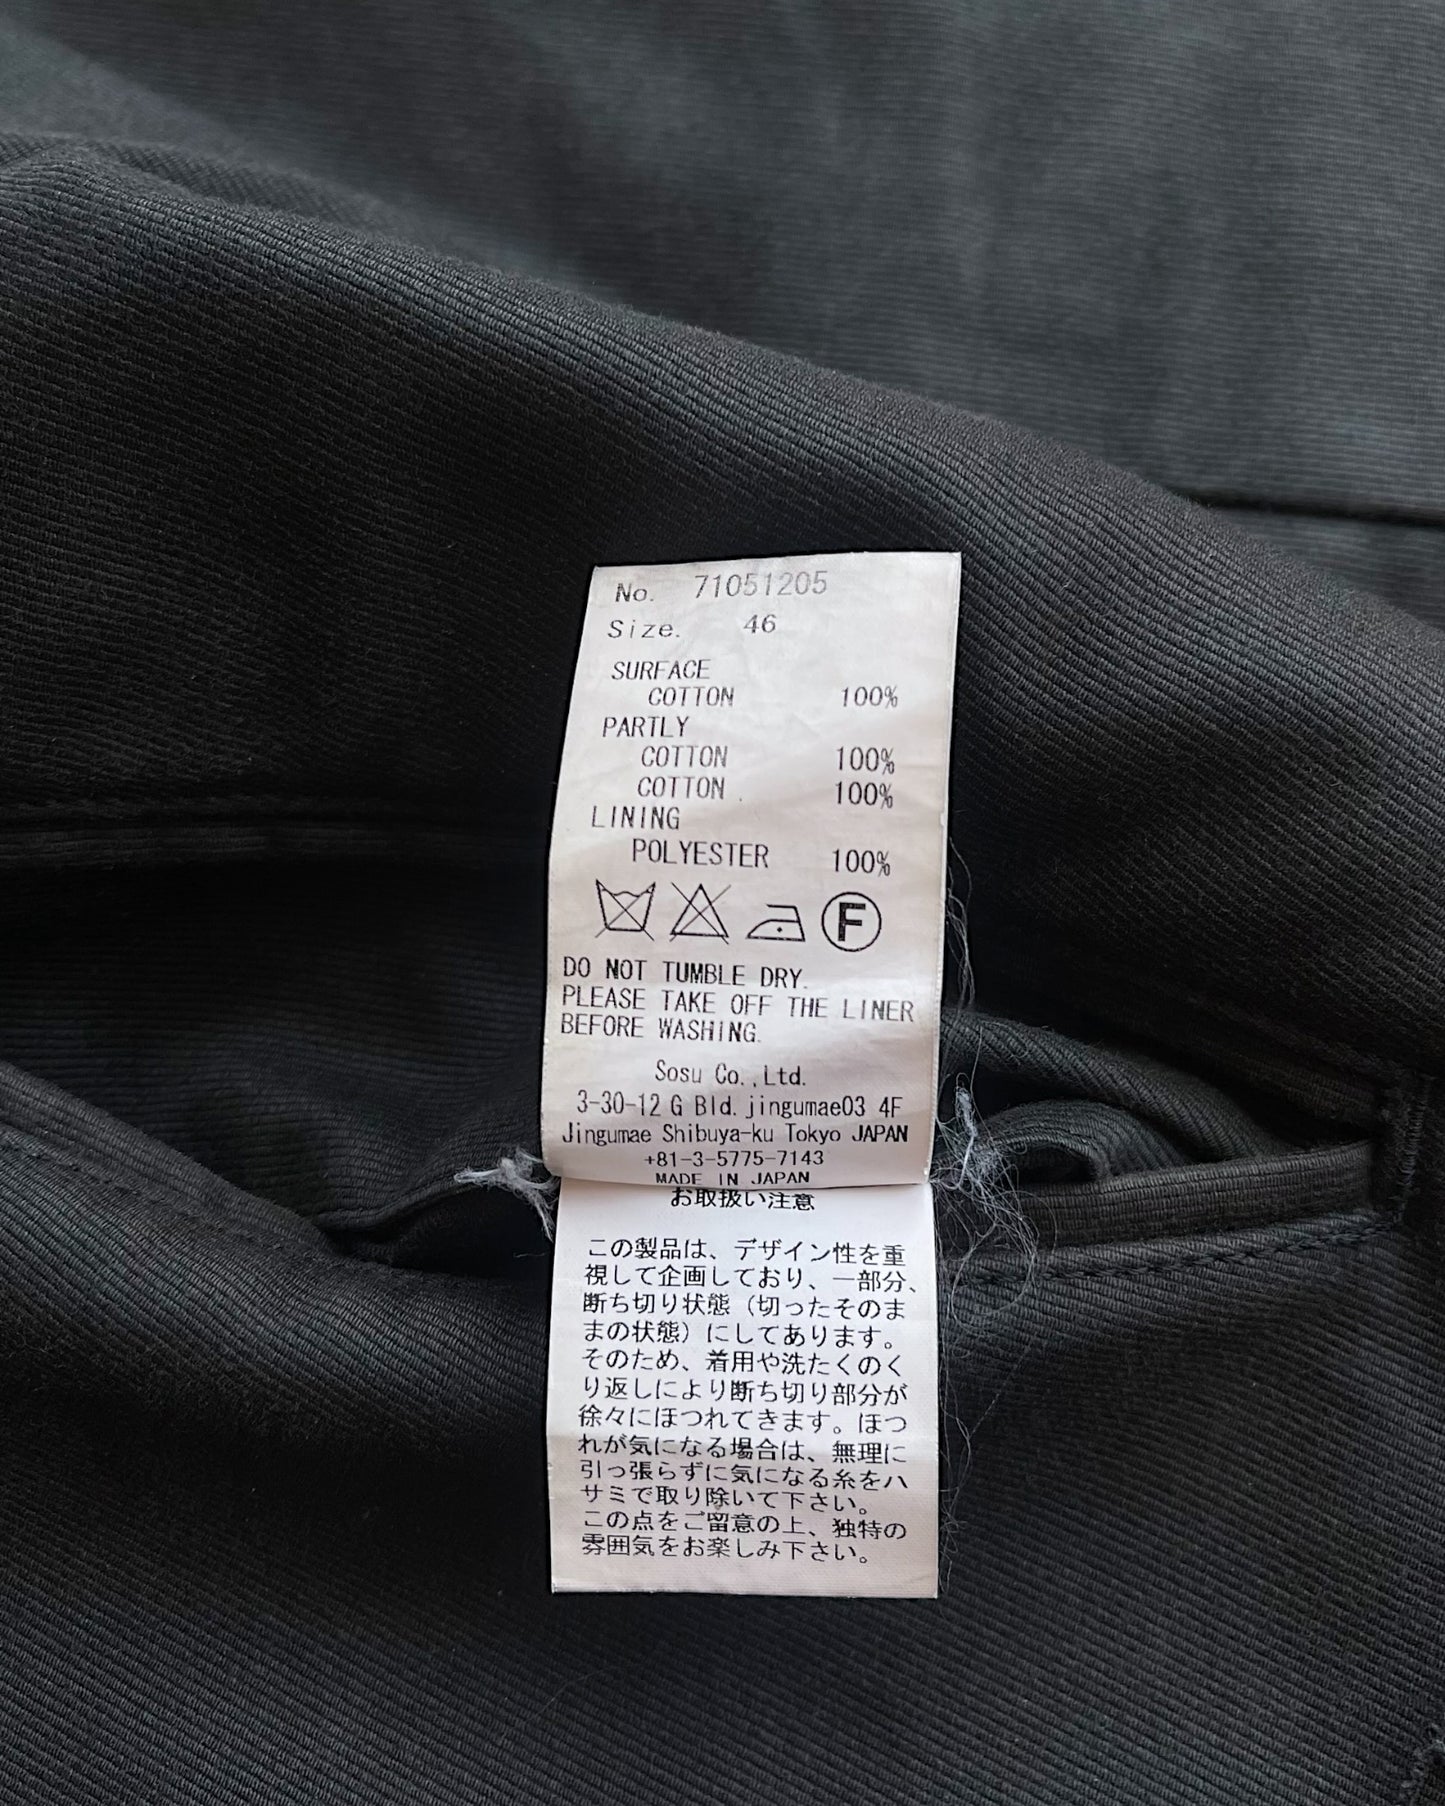 No. 71051205
Size. 46
SURFACE
COTTON 100%
PARTLY
COTTON 100%
COTTON 100%
LINING
POLYESTER 100%
F
DO NOT TUMBLE DRY.
PLEASE TAKE OFF THE LINER
BEFORE WASHING.
Sosu Co.,Ltd.
3-30-12 G Bld. jingumae03 4F
Jingumae Shibuya-ku Tokyo JAPAN
+81-3-5775-7143
MADE IN JAPAN
お取扱い注意
この製品は、デザイン性を重
視して企画しており、一部分、
断ち切り状態（切ったそのま
まの状態）にしてあります。
そのため、着用や洗たくのく
り返しにより断ち切り部分が
徐々にほつれてきます。ほつ
れが気になる場合は、無理に
引っ張らずに気になる糸をハ
サミで取り除いて下さい。
この点をご留意の上、独特の
雰囲気をお楽しみ下さい。